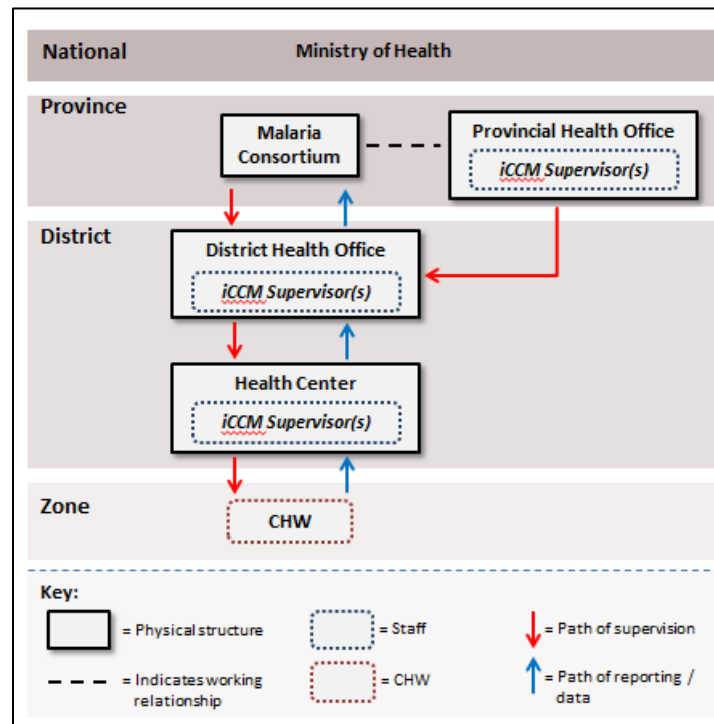 National
Ministry of Health
Province
Malaria
Consortium
Provincial Health Office
iCCM Supervisor(s)
District
District Health Office
iCCM Supervisor(s)
Health Center
iCCM Supervisor(s)
Zone
CHW
Key:
= Physical structure
= Staff
= Path of supervision
= Indicates working
relationship
= CHW
= Path of reporting /
data